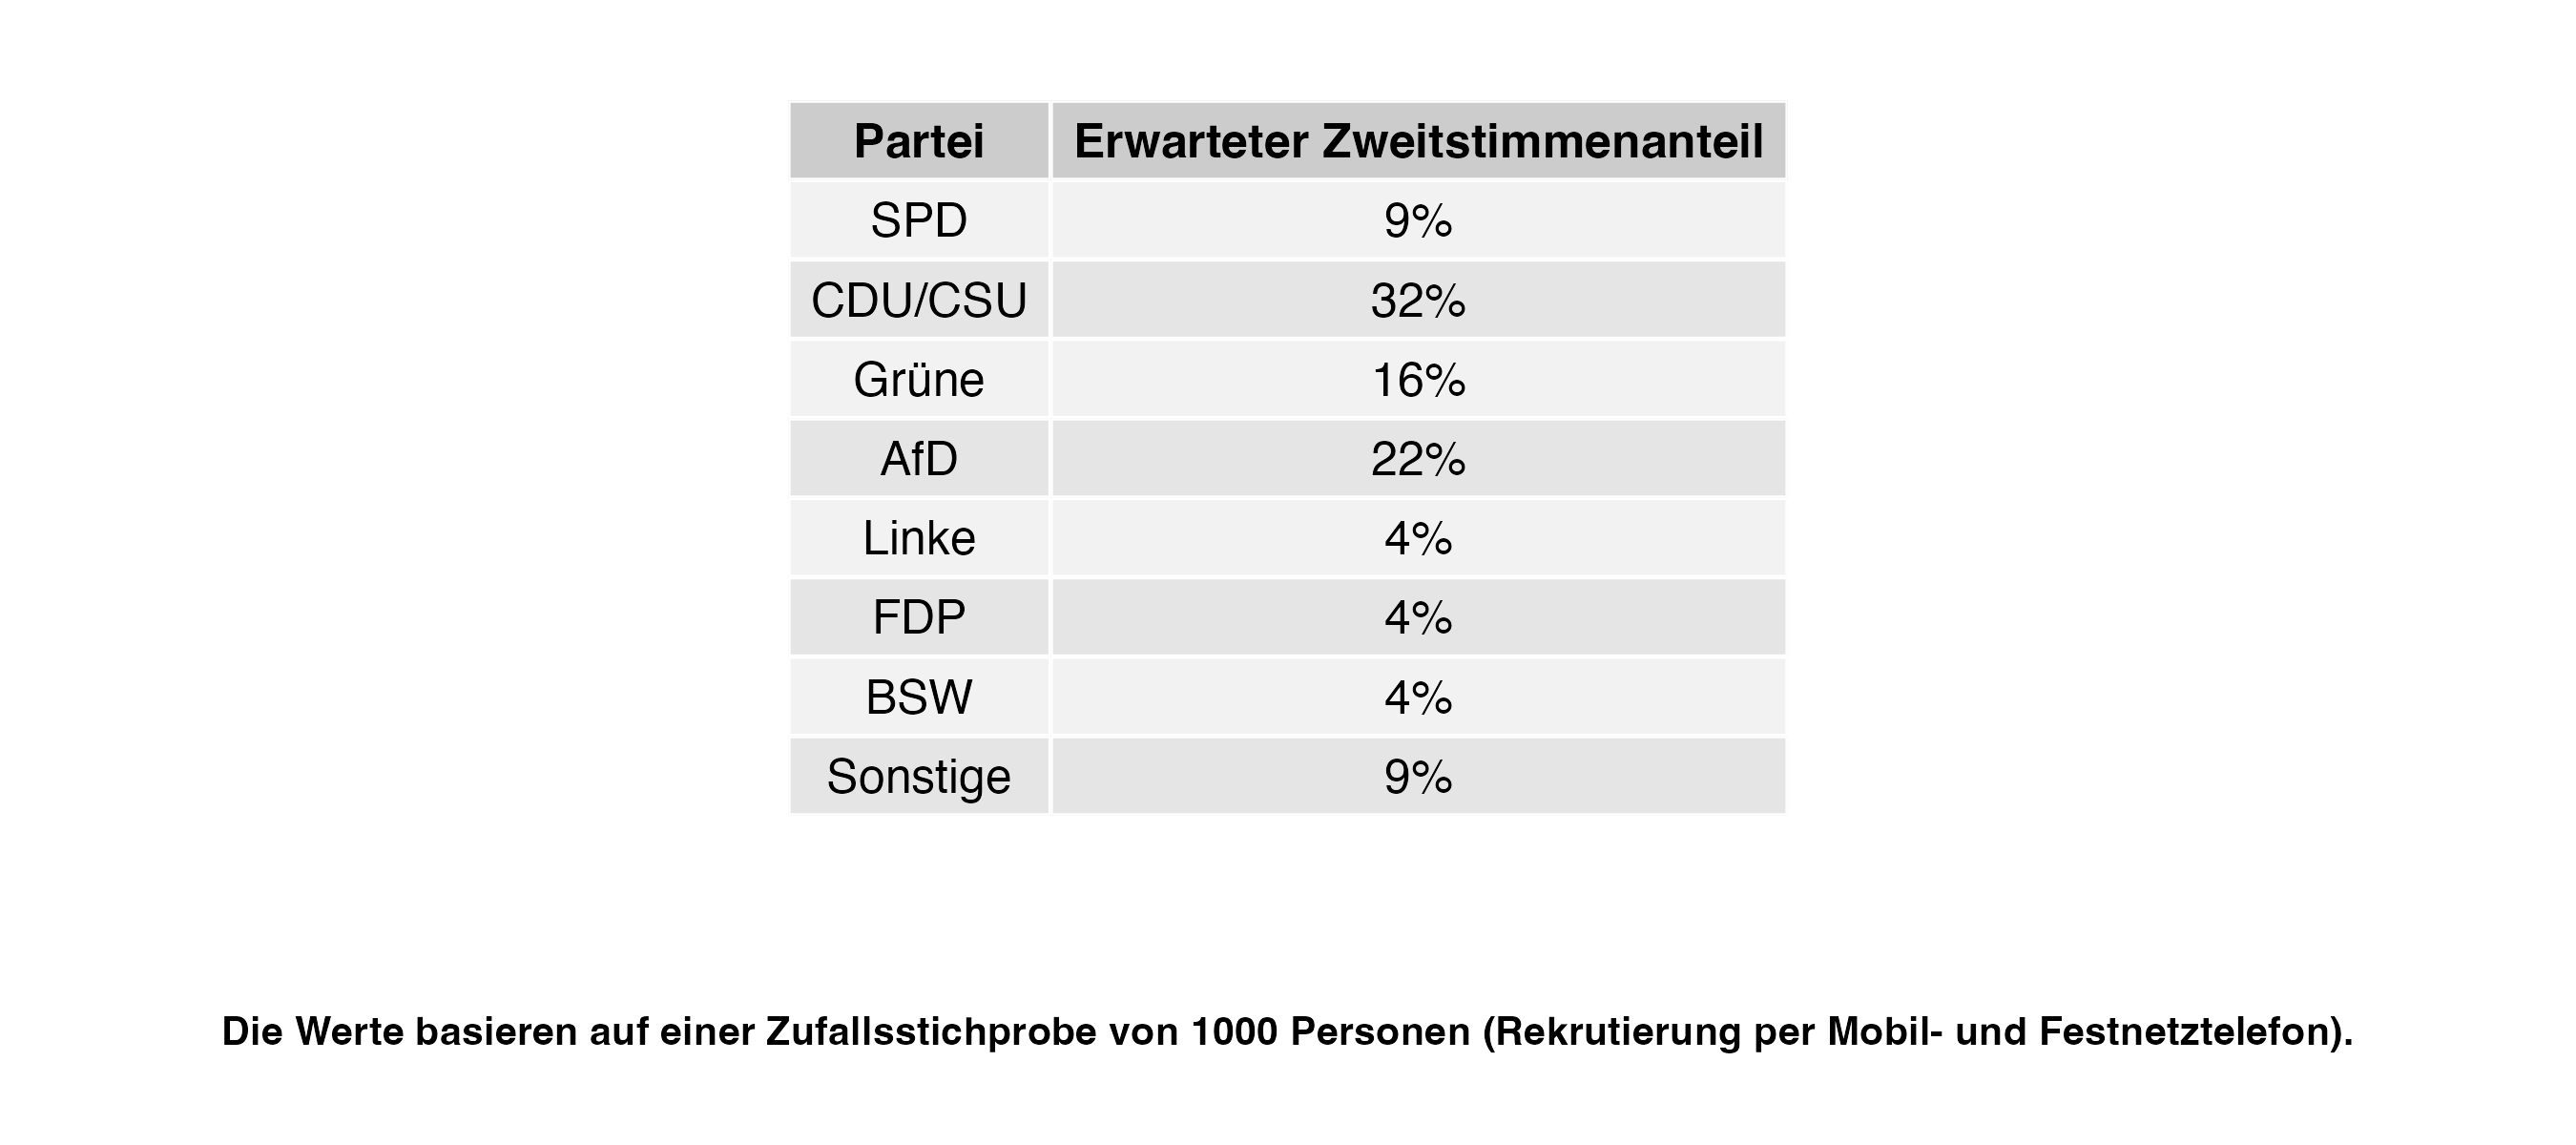 Partei Erwarteter Zweitstimmenanteil
SPD 9%
CDU/CSU 32%
Grüne 16%
AfD 22%
Linke 4%
FDP 4%
BSW 4%
Sonstige 9%
Die Werte basieren auf einer Zufallsstichprobe von 1000 Personen (Rekrutierung per Mobil- und Festnetztelefon).